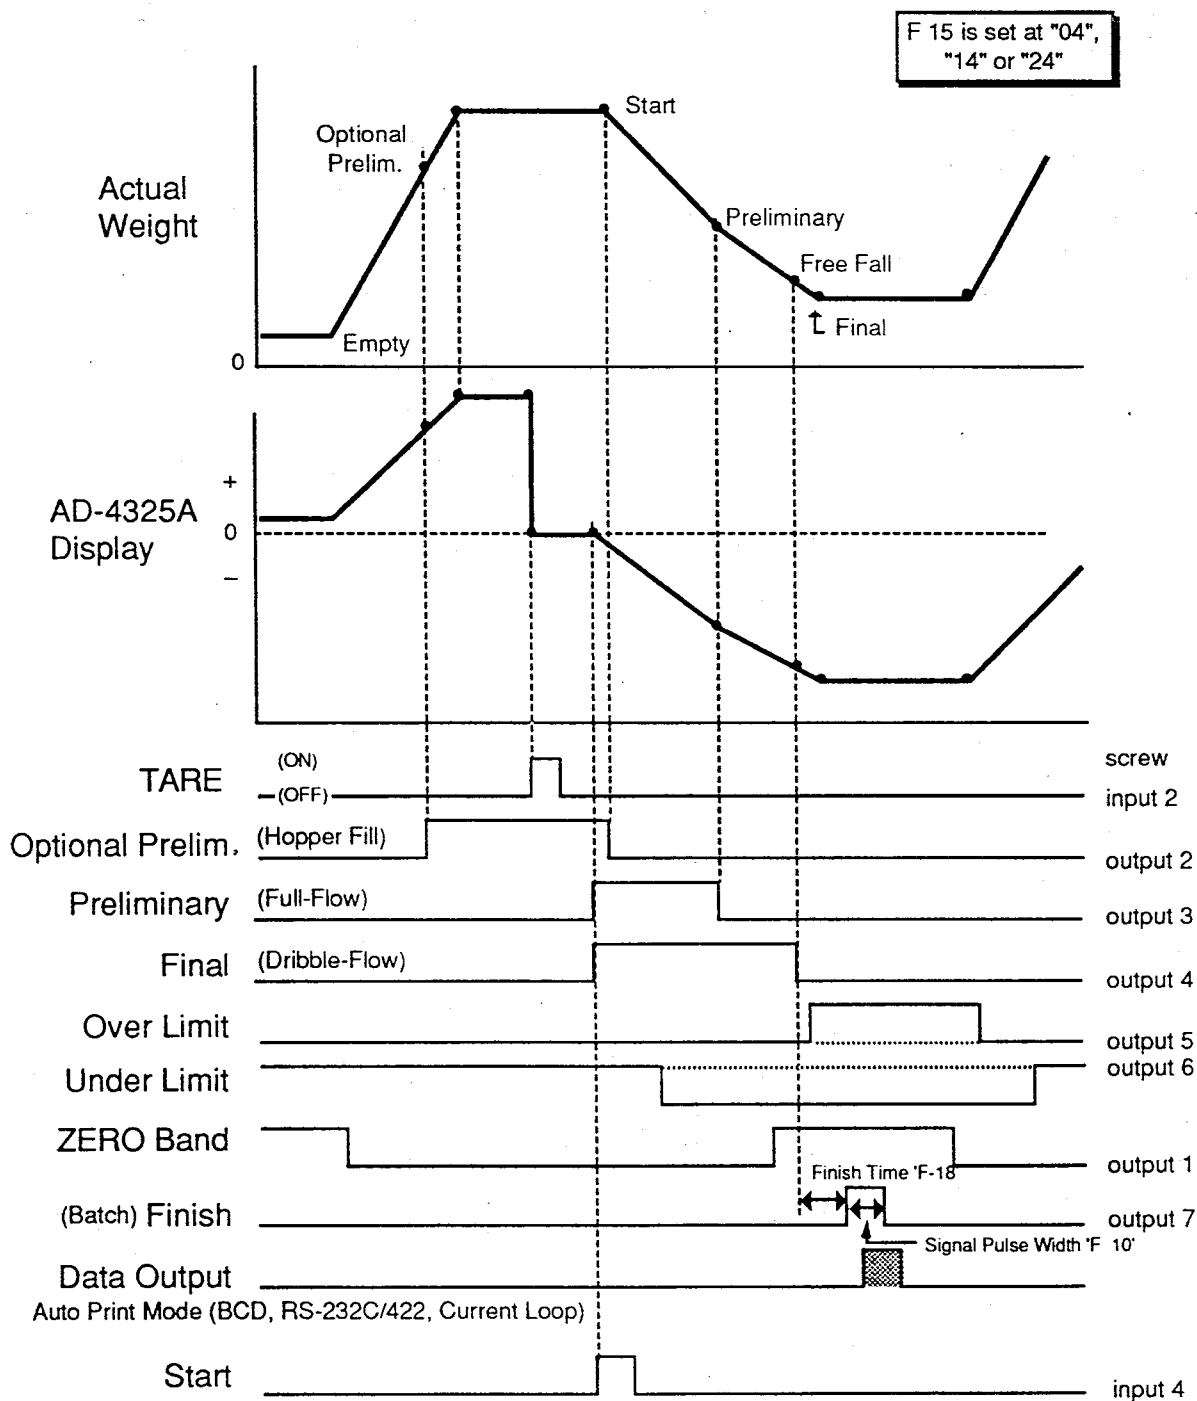 F 15 is set at "04",
"14" or "24"
Actual
Weight
Optional
Prelim.
Start
Preliminary
Free Fall
Final
Empty
0
AD-4325A
Display
+
0
–
TARE
(ON)
(OFF)
screw
input 2
Optional Prelim.
(Hopper Fill)
output 2
Preliminary
(Full-Flow)
output 3
Final
(Dribble-Flow)
output 4
Over Limit
output 5
Under Limit
output 6
ZERO Band
output 1
Finish Time 'F-18
(Batch) Finish
output 7
Signal Pulse Width 'F 10'
Data Output
Auto Print Mode (BCD, RS-232C/422, Current Loop)
Start
input 4